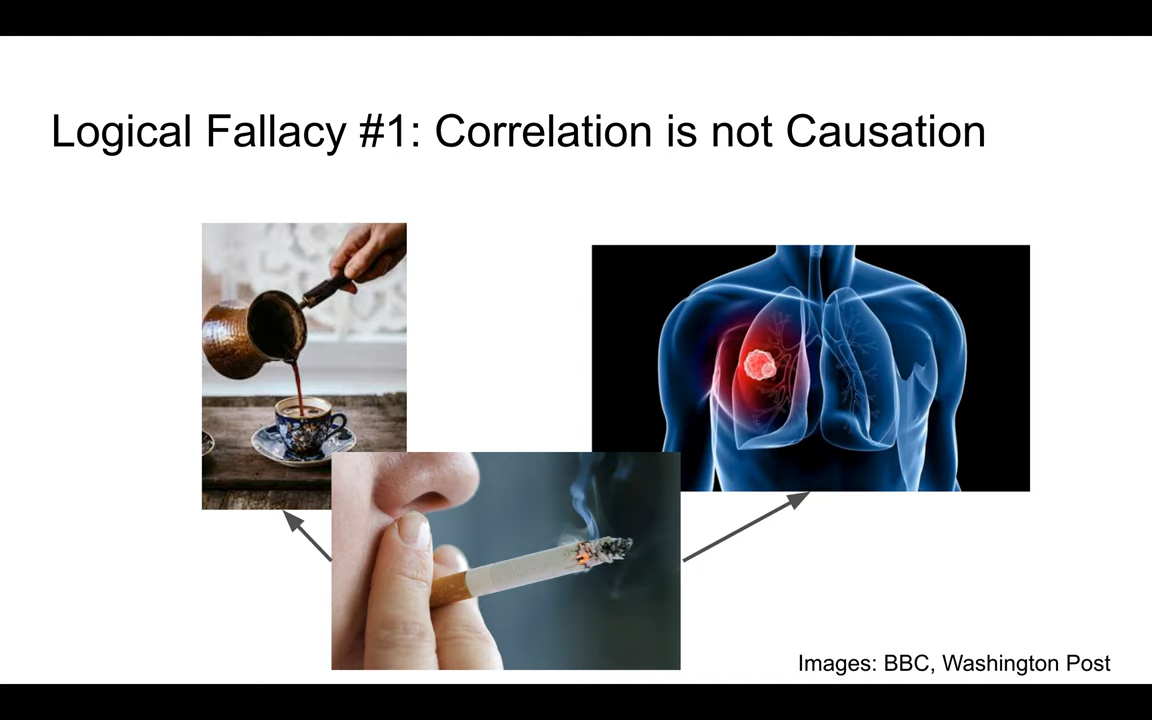 Logical Fallacy #1: Correlation is not Causation
Images: BBC, Washington Post